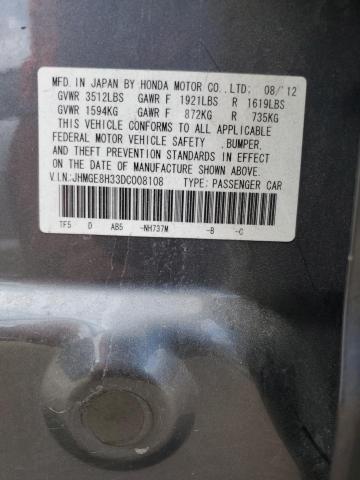 MFD. IN JAPAN BY HONDA MOTOR CO., LTD. 08/'12
GVWR 3512LBS GAWR F 1921LBS R 1619LBS
GVWR 1594KG GAWR F 872KG R 735KG
THIS VEHICLE CONFORMS TO ALL APPLICABLE
FEDERAL MOTOR VEHICLE SAFETY , BUMPER,
AND THEFT PREVENTION STANDARDS IN EFFECT
ON THE DATE OF MANUFACTURE SHOWN ABOVE.
V.I.N.:JHMGE8H33DC008108 TYPE: PASSENGER CAR
TF5 D AB5 -NH737M -B -C